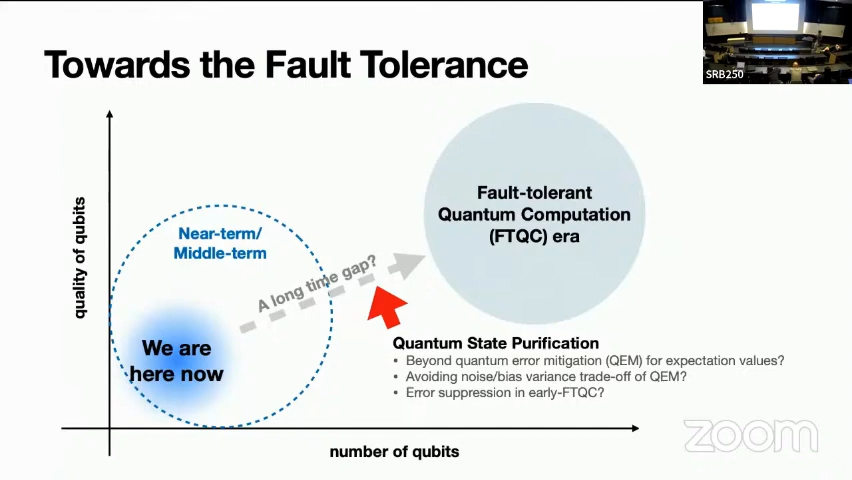 SRB250
Towards the Fault Tolerance
quality of qubits
Near-term/
Middle-term
We are
here now
A long time gap?
Fault-tolerant
Quantum Computation
(FTQC) era
Quantum State Purification
• Beyond quantum error mitigation (QEM) for expectation values?
• Avoiding noise/bias variance trade-off of QEM?
• Error suppression in early-FTQC?
number of qubits
zoom